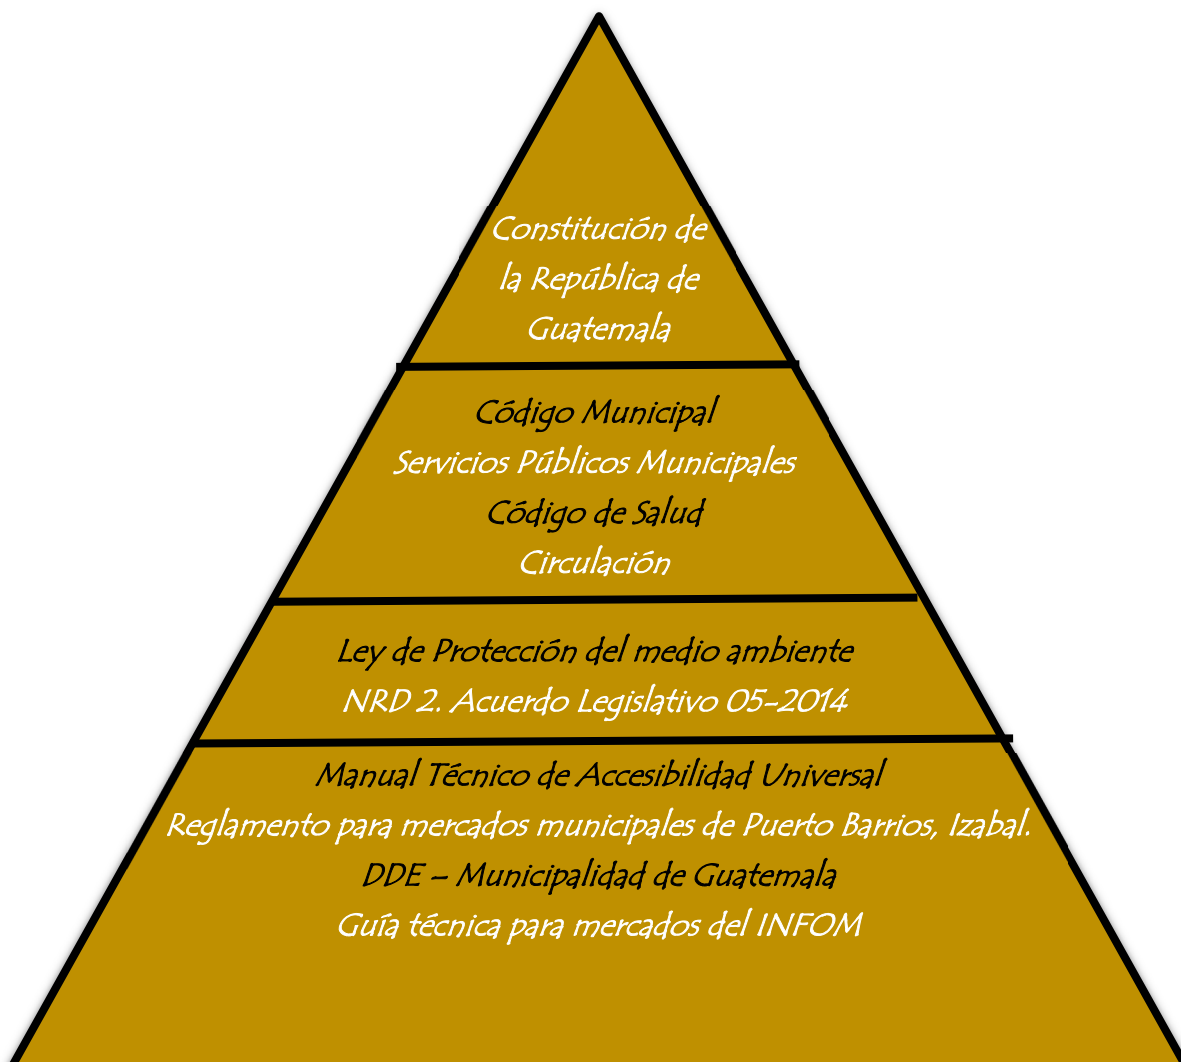 Constitución de
la República de
Guatemala
Código Municipal
Servicios Públicos Municipales
Código de Salud
Circulación
Ley de Protección del medio ambiente
NRD 2. Acuerdo Legislativo 05-2014
Manual Técnico de Accesibilidad Universal
Reglamento para mercados municipales de Puerto Barrios, Izabal.
DDE – Municipalidad de Guatemala
Guía técnica para mercados del INFOM